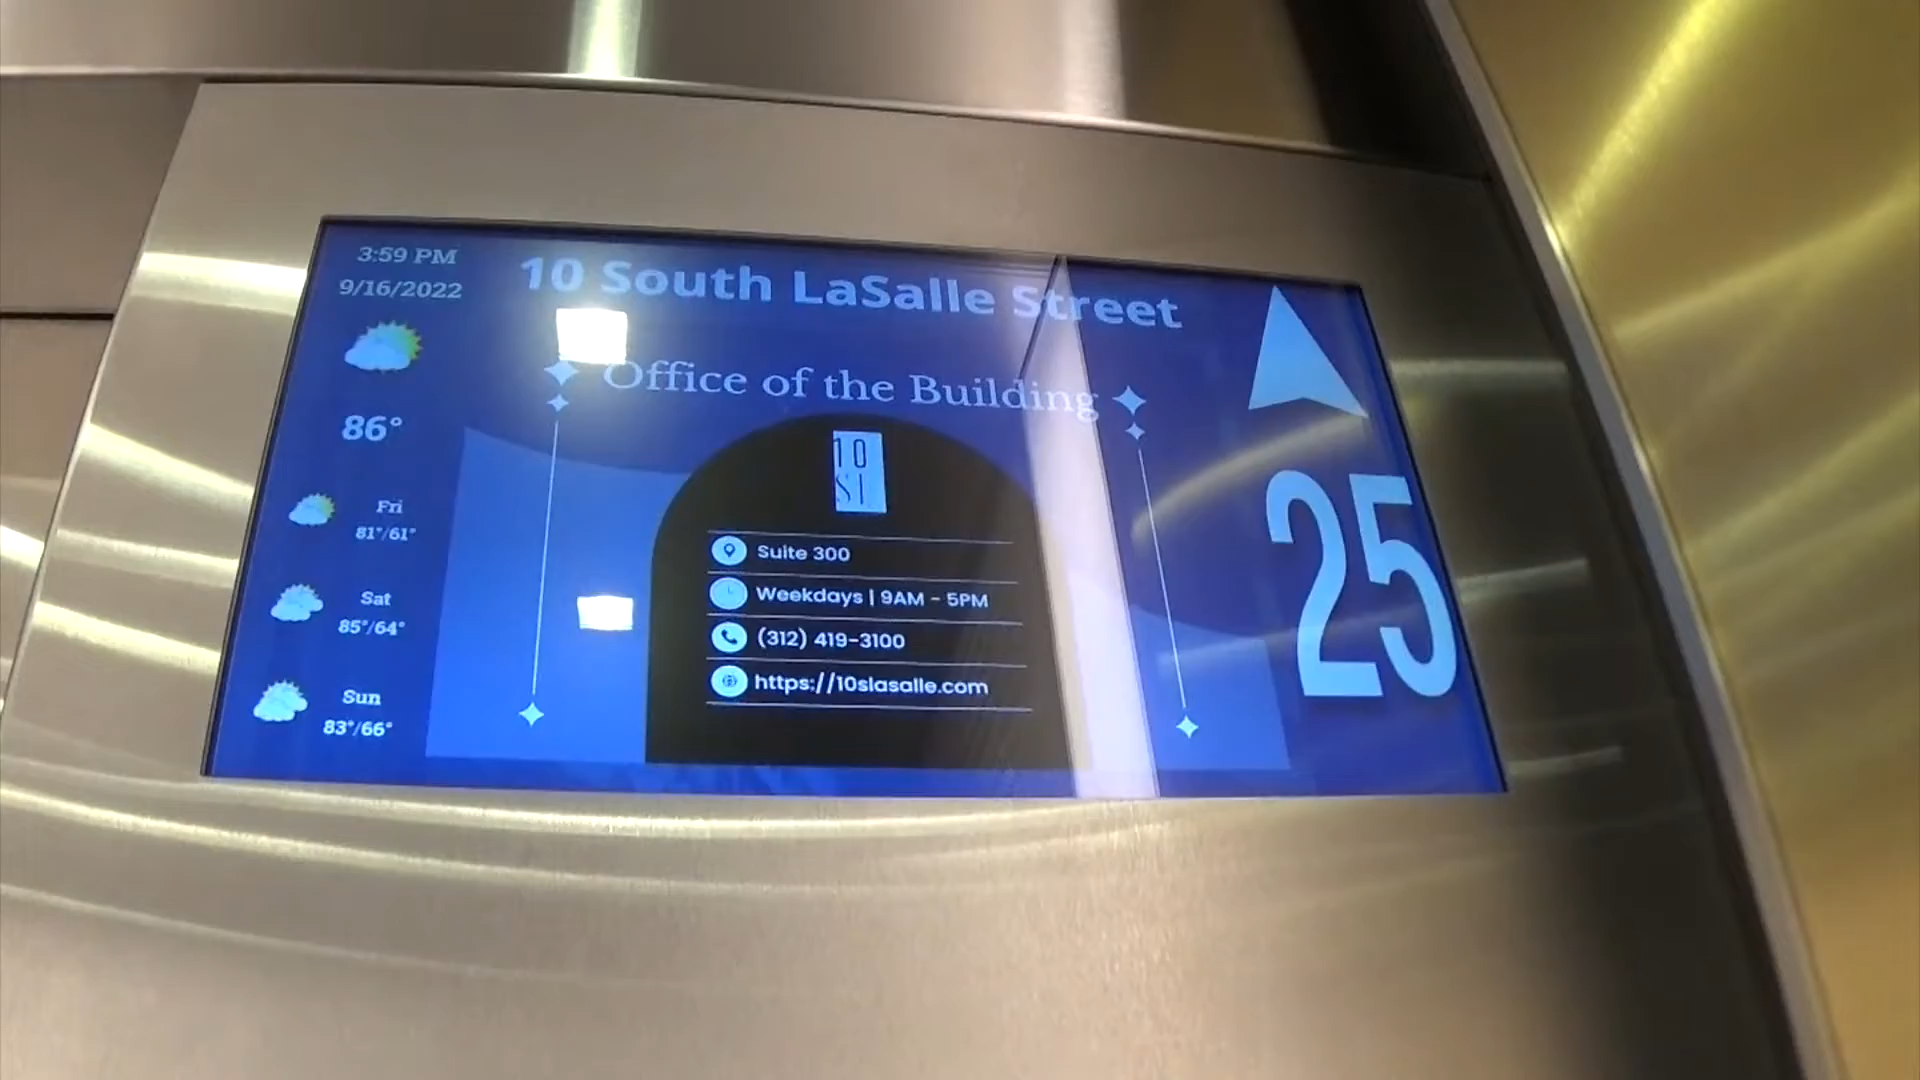 3:59 PM
9/16/2022
86°
Fri
81°/61°
Sat
85°/64°
Sun
83°/66°
10 South LaSalle Street
Office of the Building
10
SL
Suite 300
Weekdays | 9AM - 5PM
(312) 419-3100
https://10slasalle.com
25